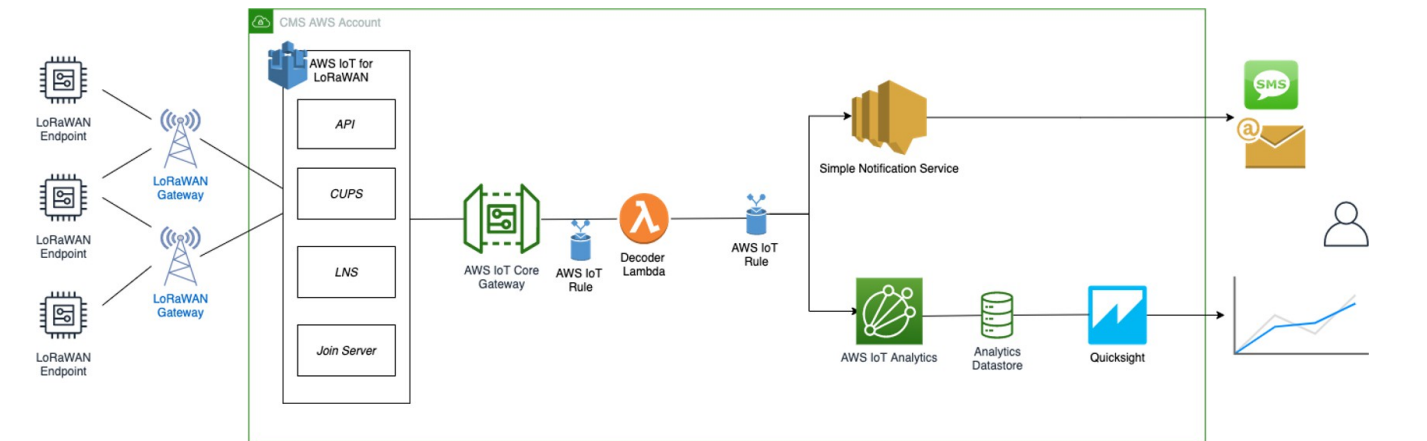 CMS AWS Account
LoRaWAN
Endpoint
LoRaWAN
Endpoint
LoRaWAN
Endpoint
LoRaWAN
Gateway
LoRaWAN
Gateway
AWS IoT for
LoRaWAN
API
CUPS
LNS
Join Server
AWS IoT Core
Gateway
AWS IoT
Rule
Decoder
Lambda
AWS IoT
Rule
Simple Notification Service
AWS IoT Analytics
Analytics
Datastore
Quicksight
SMS
@